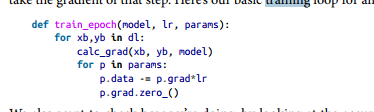 take the gradient of that step. Here's our basic training loop for an
def train_epoch(model, lr, params):
    for xb,yb in dl:
        calc_grad(xb, yb, model)
        for p in params:
            p.data -= p.grad*lr
            p.grad.zero_()